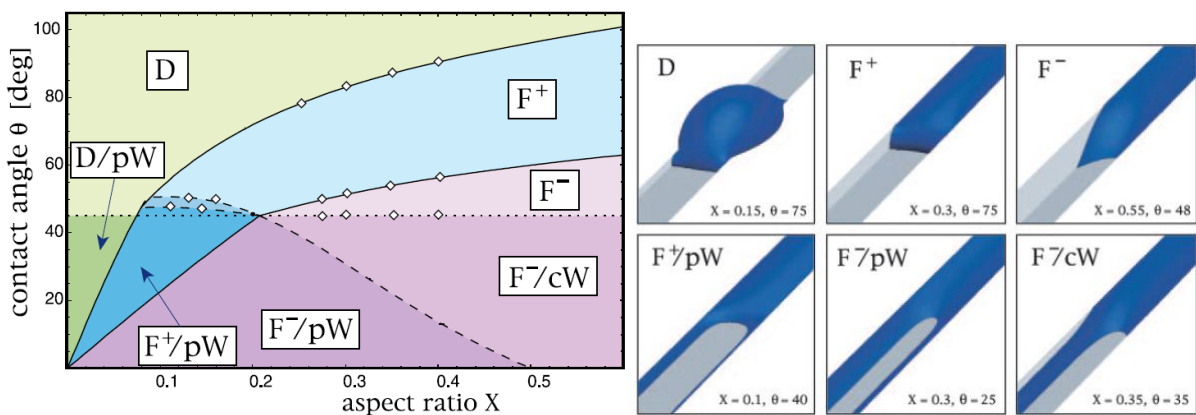 100
80
60
40
20
contact angle θ [deg]
D
F⁺
D/pW
F⁻
F⁻/cW
F⁻/pW
F⁺/pW
0.1
0.2
0.3
0.4
0.5
aspect ratio X
D
X = 0.15, θ = 75
F⁺
X = 0.3, θ = 75
F⁻
X = 0.55, θ = 48
F⁺/pW
X = 0.1, θ = 40
F⁻/pW
X = 0.3, θ = 25
F⁻/cW
X = 0.35, θ = 35